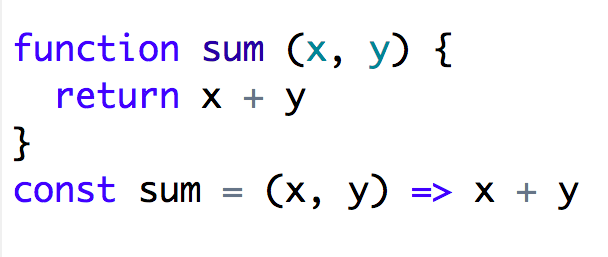 function sum (x, y) {
  return x + y
}
const sum = (x, y) => x + y